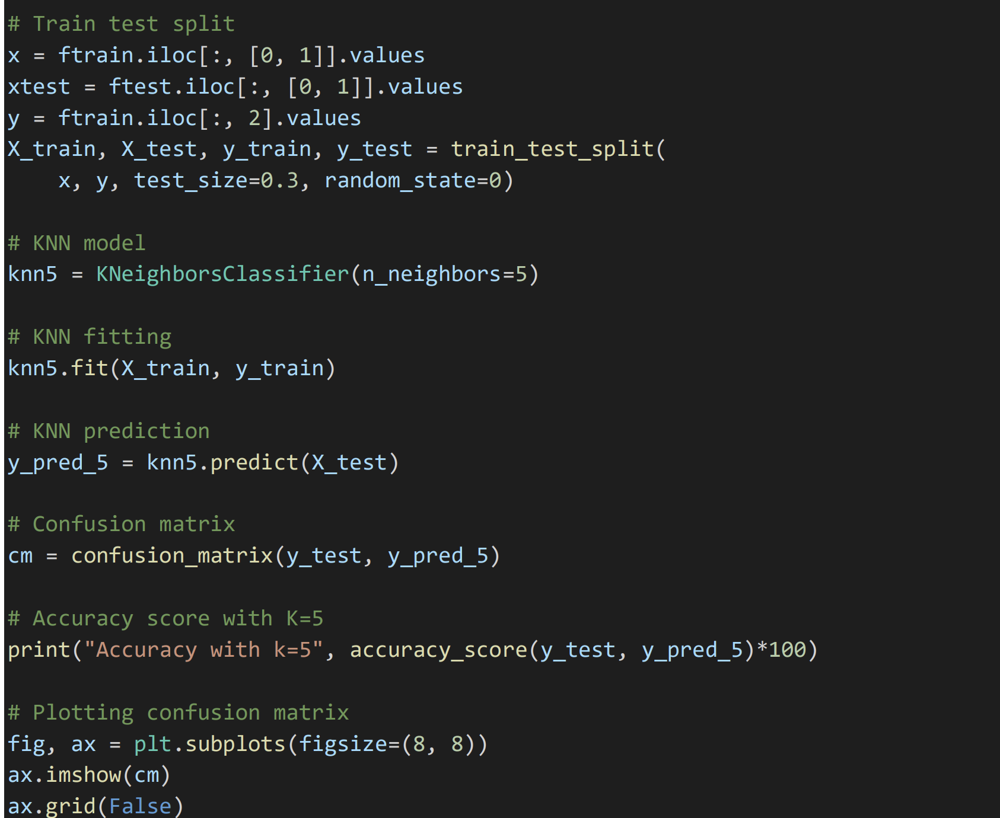 # Train test split
x = ftrain.iloc[:, [0, 1]].values
xtest = ftest.iloc[:, [0, 1]].values
y = ftrain.iloc[:, 2].values
X_train, X_test, y_train, y_test = train_test_split(
    x, y, test_size=0.3, random_state=0)

# KNN model
knn5 = KNeighborsClassifier(n_neighbors=5)

# KNN fitting
knn5.fit(X_train, y_train)

# KNN prediction
y_pred_5 = knn5.predict(X_test)

# Confusion matrix
cm = confusion_matrix(y_test, y_pred_5)

# Accuracy score with K=5
print("Accuracy with k=5", accuracy_score(y_test, y_pred_5)*100)

# Plotting confusion matrix
fig, ax = plt.subplots(figsize=(8, 8))
ax.imshow(cm)
ax.grid(False)